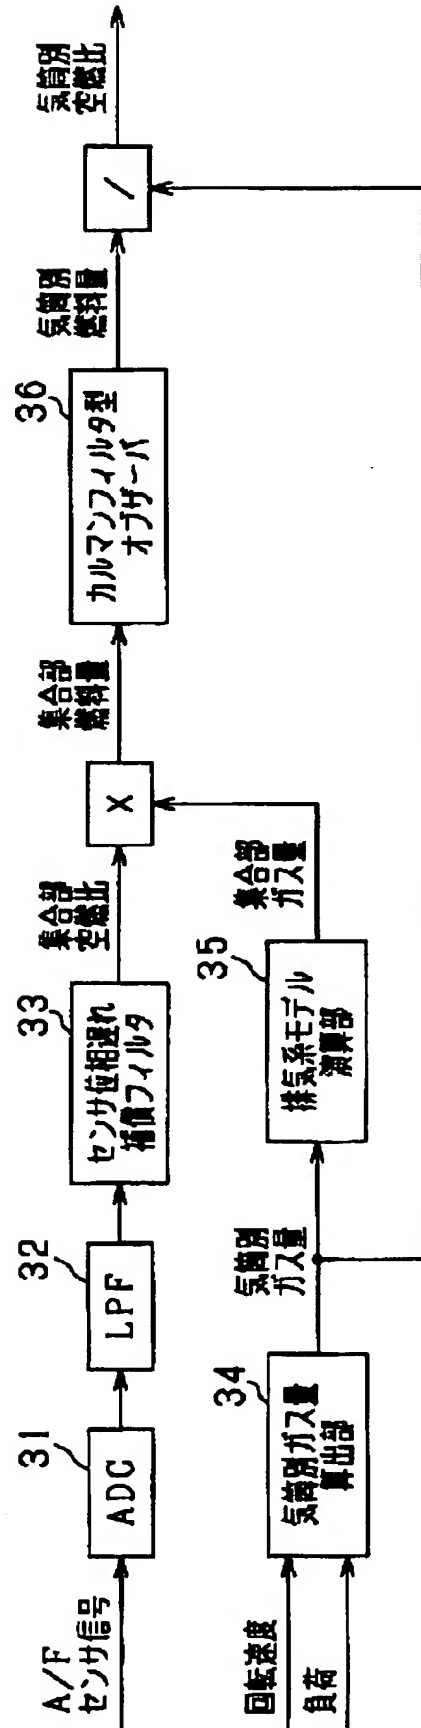 A/F
センサ信号
31
ADC
32
LPF
33
センサ位相遅れ
補償フィルタ
集合部
空燃比
X
集合部
燃料量
36
カルマンフィルタ型
オブザーバ
気筒別
燃料量
/
気筒別
空燃比
回転速度
負荷
34
気筒別ガス量
算出部
気筒別
ガス量
35
排気系モデル
演算部
集合部
ガス量